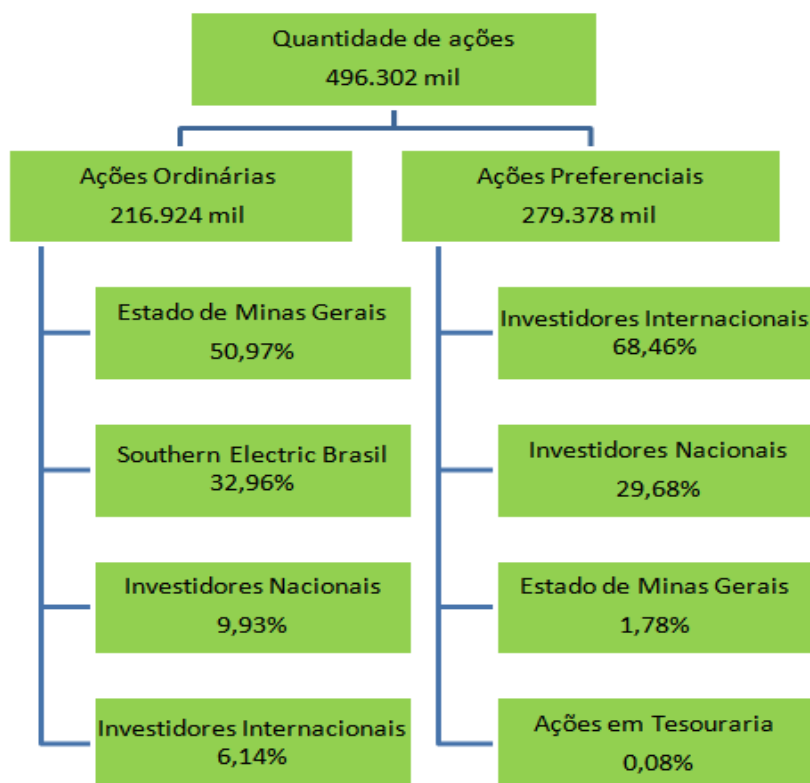 Quantidade de ações
496.302 mil
Ações Ordinárias
216.924 mil
Estado de Minas Gerais
50,97%
Southern Electric Brasil
32,96%
Investidores Nacionais
9,93%
Investidores Internacionais
6,14%
Ações Preferenciais
279.378 mil
Investidores Internacionais
68,46%
Investidores Nacionais
29,68%
Estado de Minas Gerais
1,78%
Ações em Tesouraria
0,08%